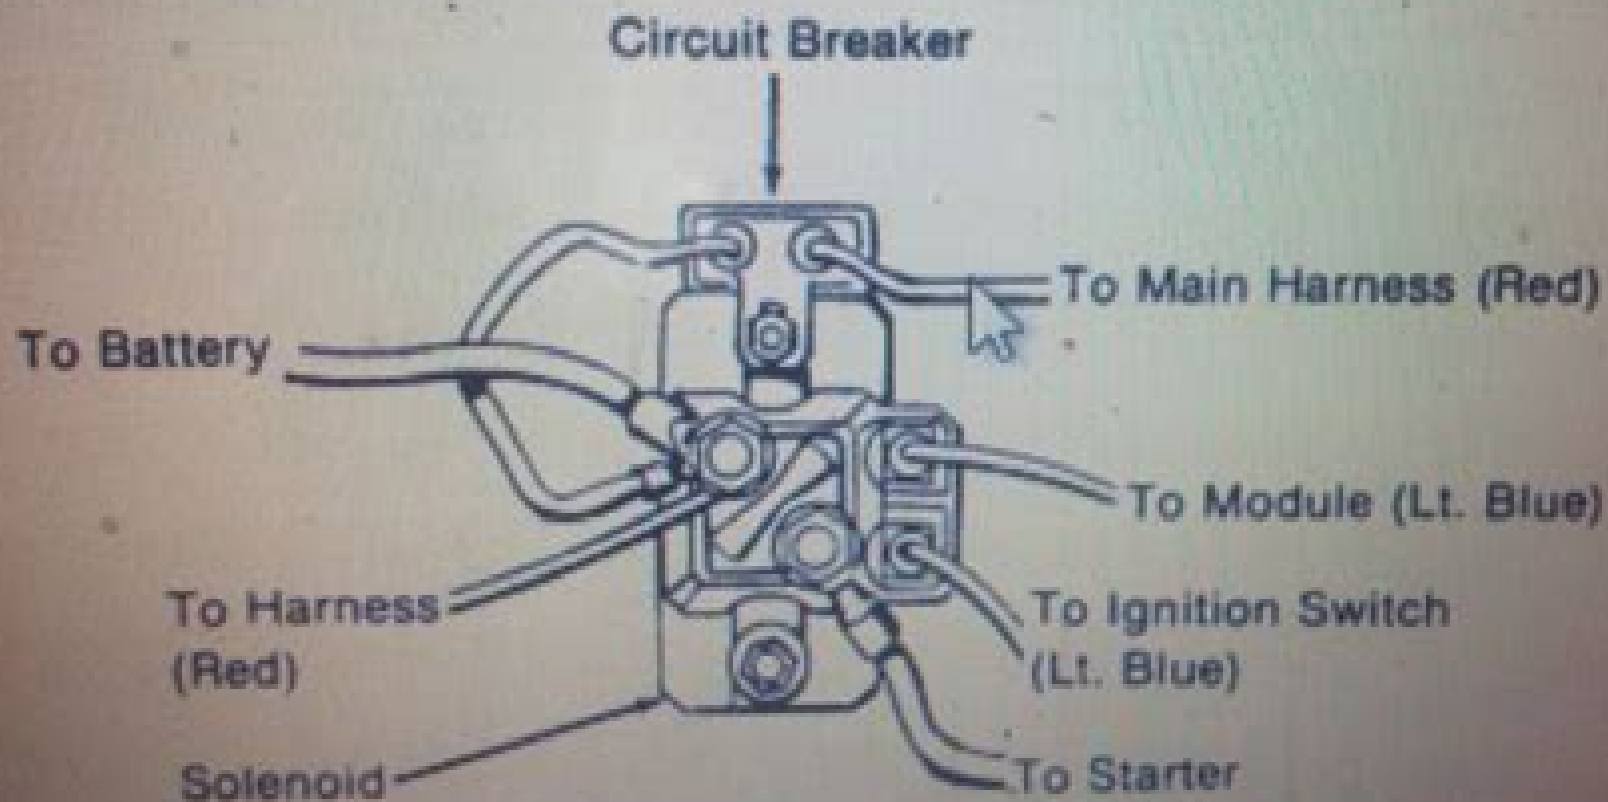 Circuit Breaker
To Main Harness (Red)
To Battery
To Module (Lt. Blue)
To Harness
(Red)
To Ignition Switch
(Lt. Blue)
Solenoid
To Starter